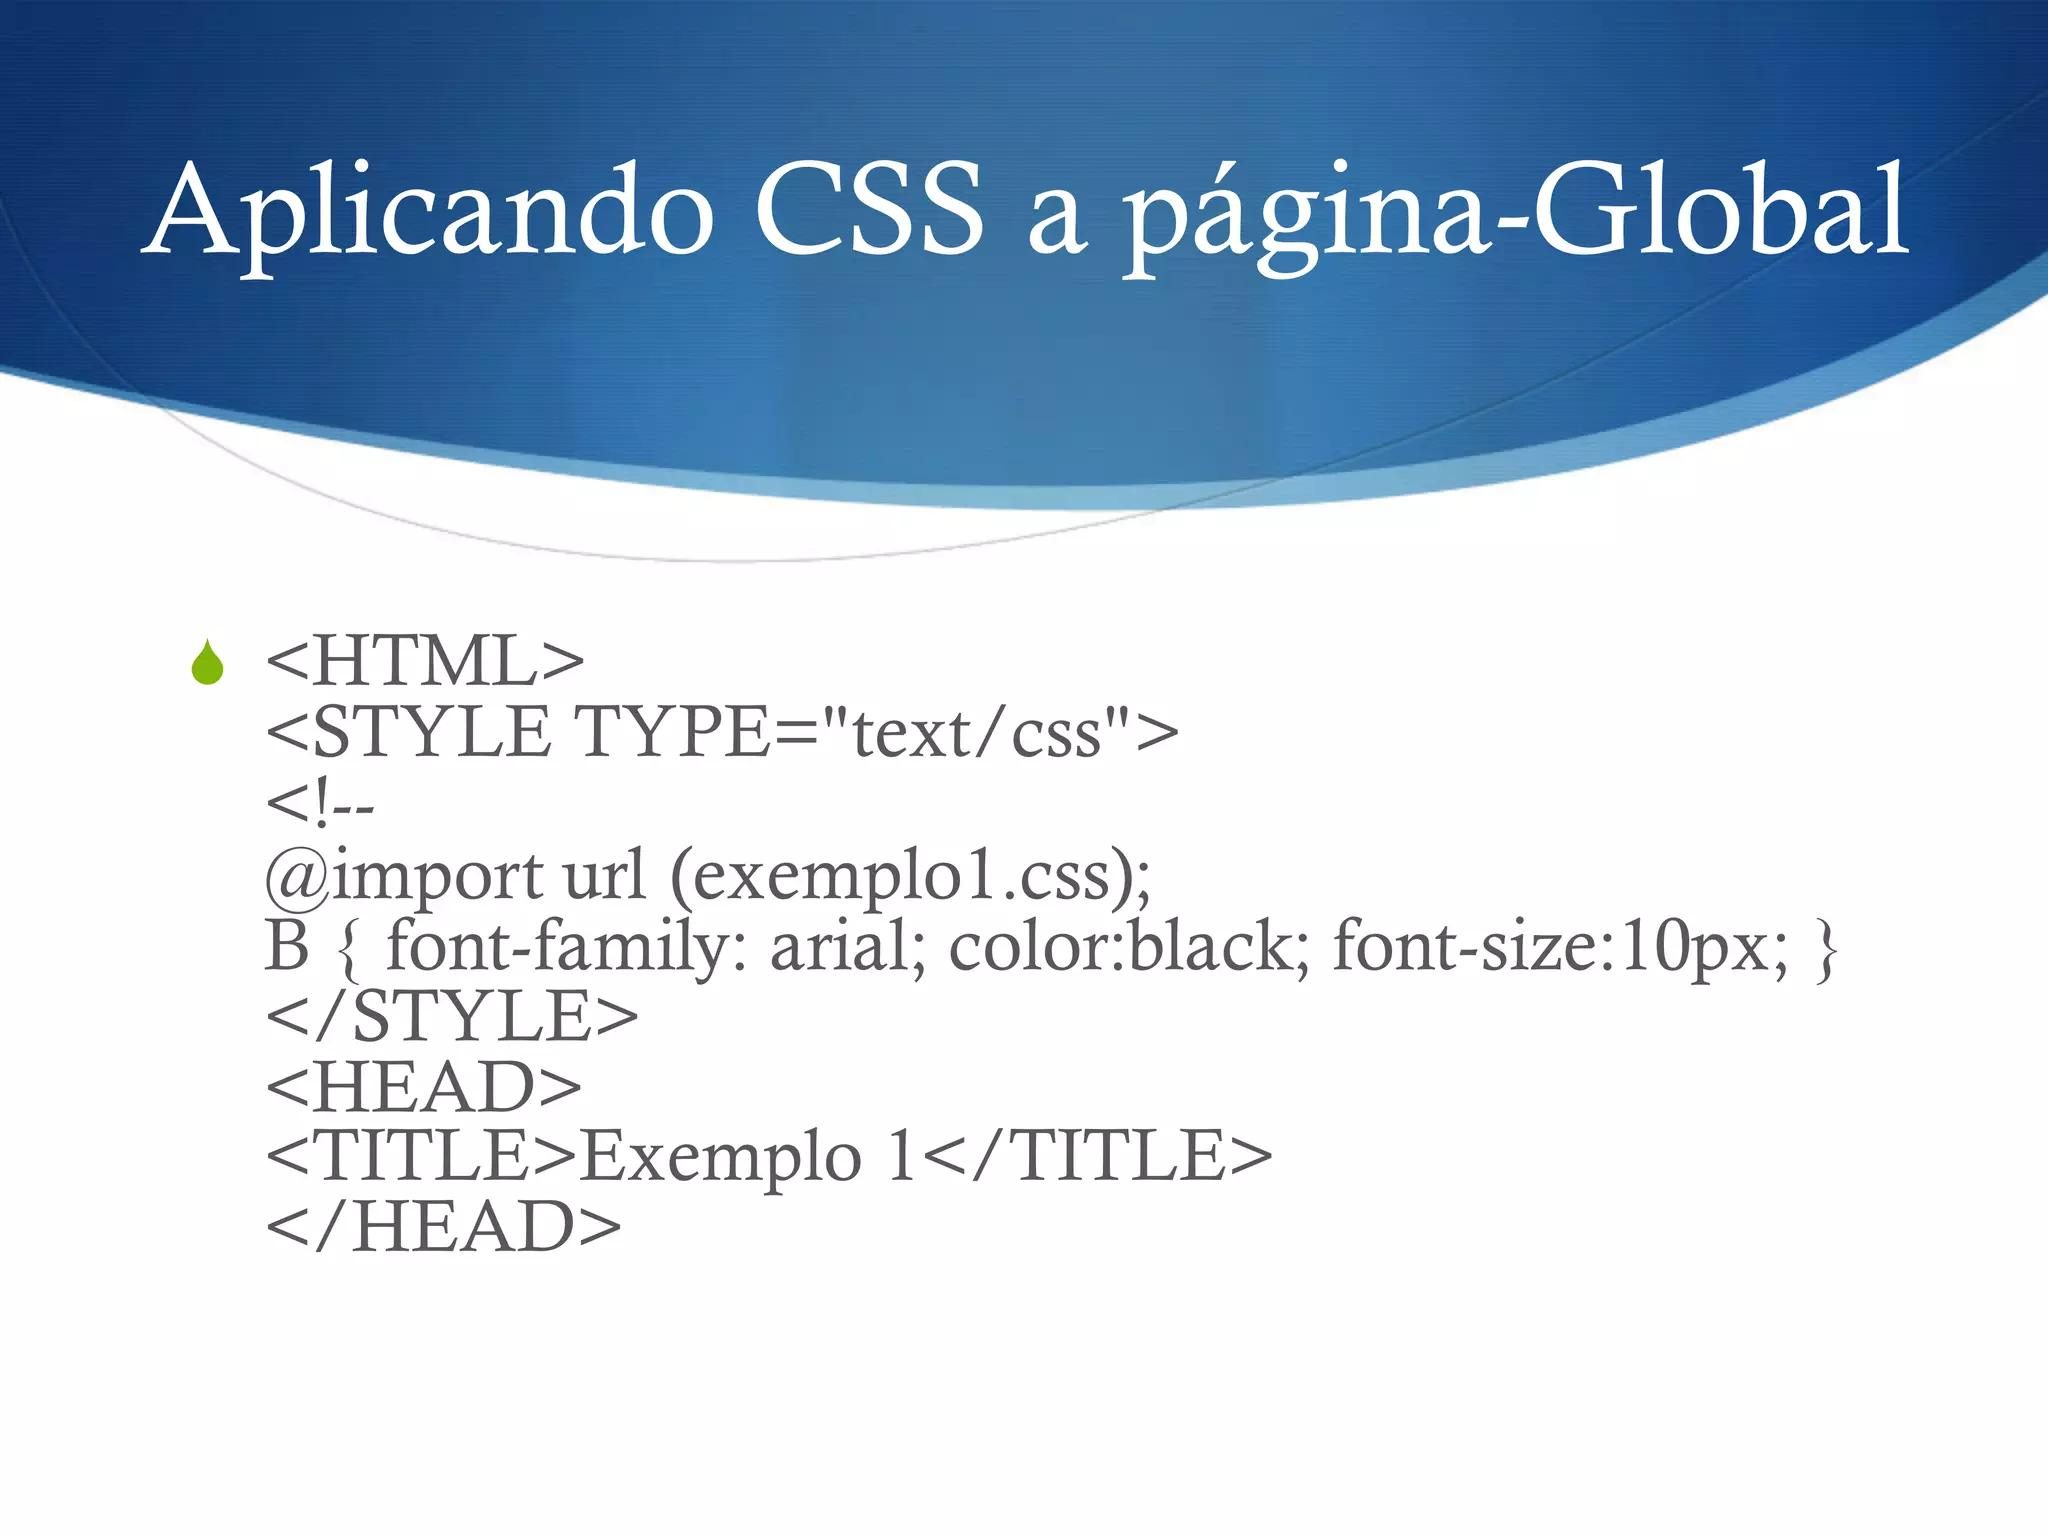 Aplicando CSS a página-Global
<HTML>
<STYLE TYPE="text/css">
<!--
@import url (exemplo1.css);
B { font-family: arial; color:black; font-size:10px; }
</STYLE>
<HEAD>
<TITLE>Exemplo 1</TITLE>
</HEAD>